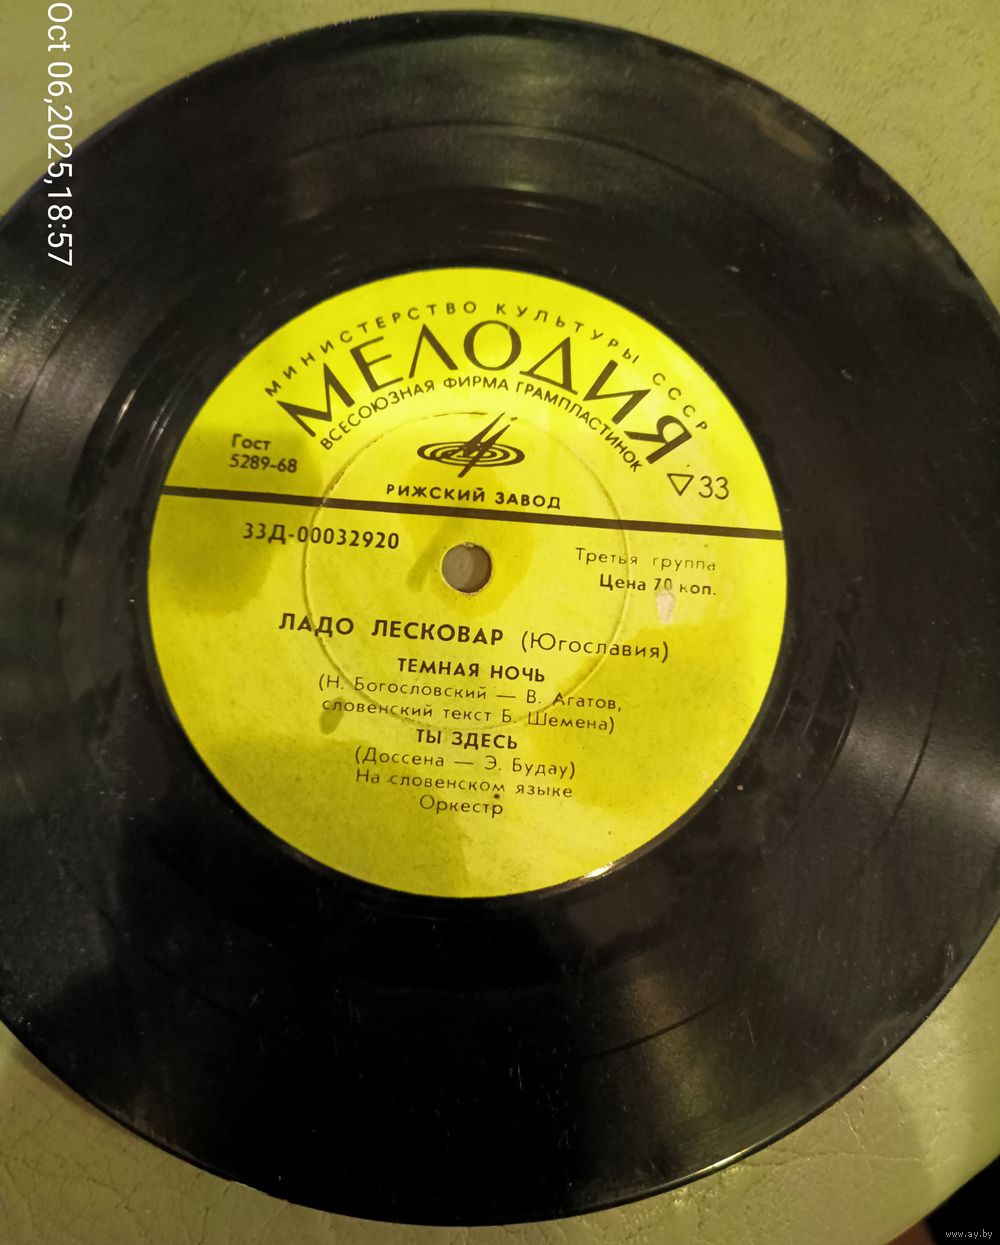 Oct 06,2025,18:57
МИНИСТЕРСТВО КУЛЬТУРЫ СССР
МЕЛОДИЯ
ВСЕСОЮЗНАЯ ФИРМА ГРАМПЛАСТИНОК
Гост
5289-68
33
РИЖСКИЙ ЗАВОД
33Д-00032920
Третья группа
Цена 70 коп.
ЛАДО ЛЕСКОВАР (Югославия)
ТЕМНАЯ НОЧЬ
(Н. Богословский — В. Агатов,
словенский текст Б. Шемена)
ТЫ ЗДЕСЬ
(Доссена — Э. Будау)
На словенском языке
Оркестр
www.ay.by